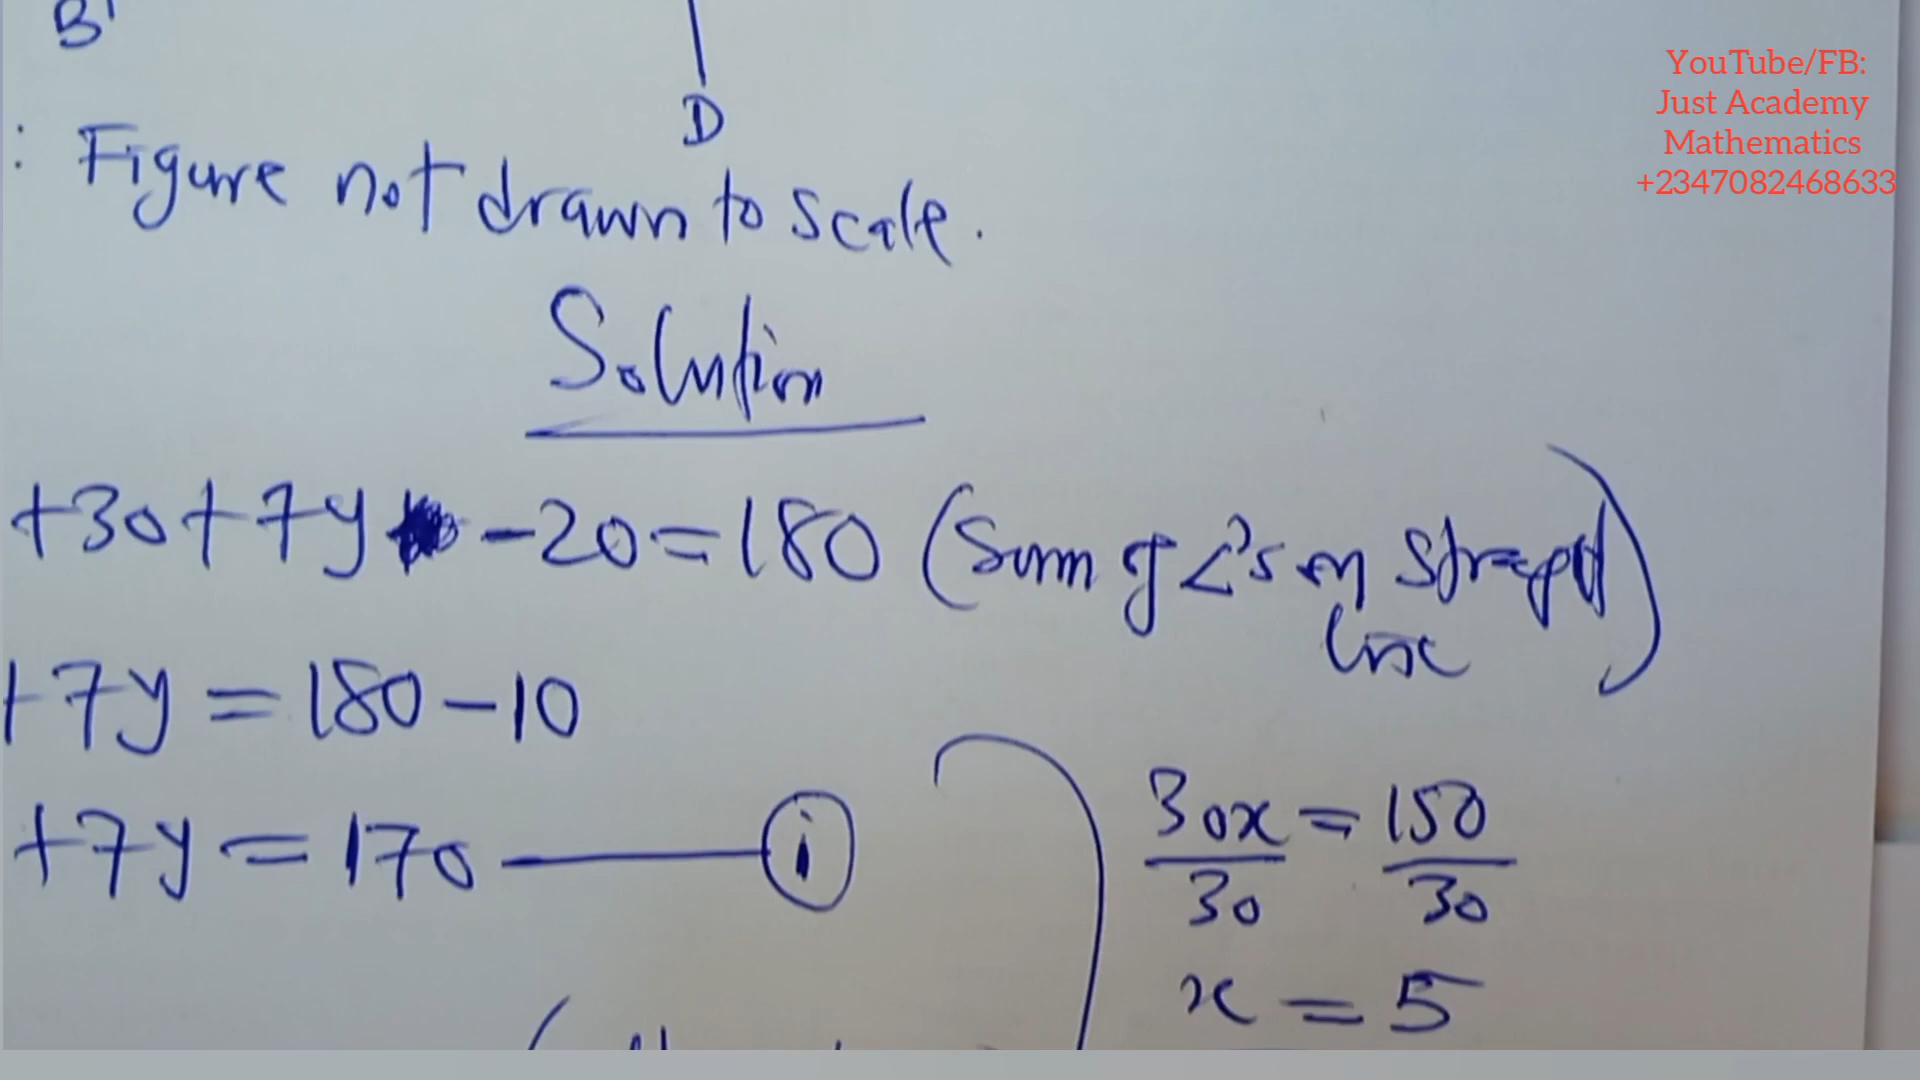 B
D
: Figure not drawn to scale.
Solution
+30+7y -20=180 (Sum of <'s on straight
line)
+7y = 180-10
+7y = 170 —— i
30x = 150
30 30
x = 5
YouTube/FB:
Just Academy
Mathematics
+2347082468633